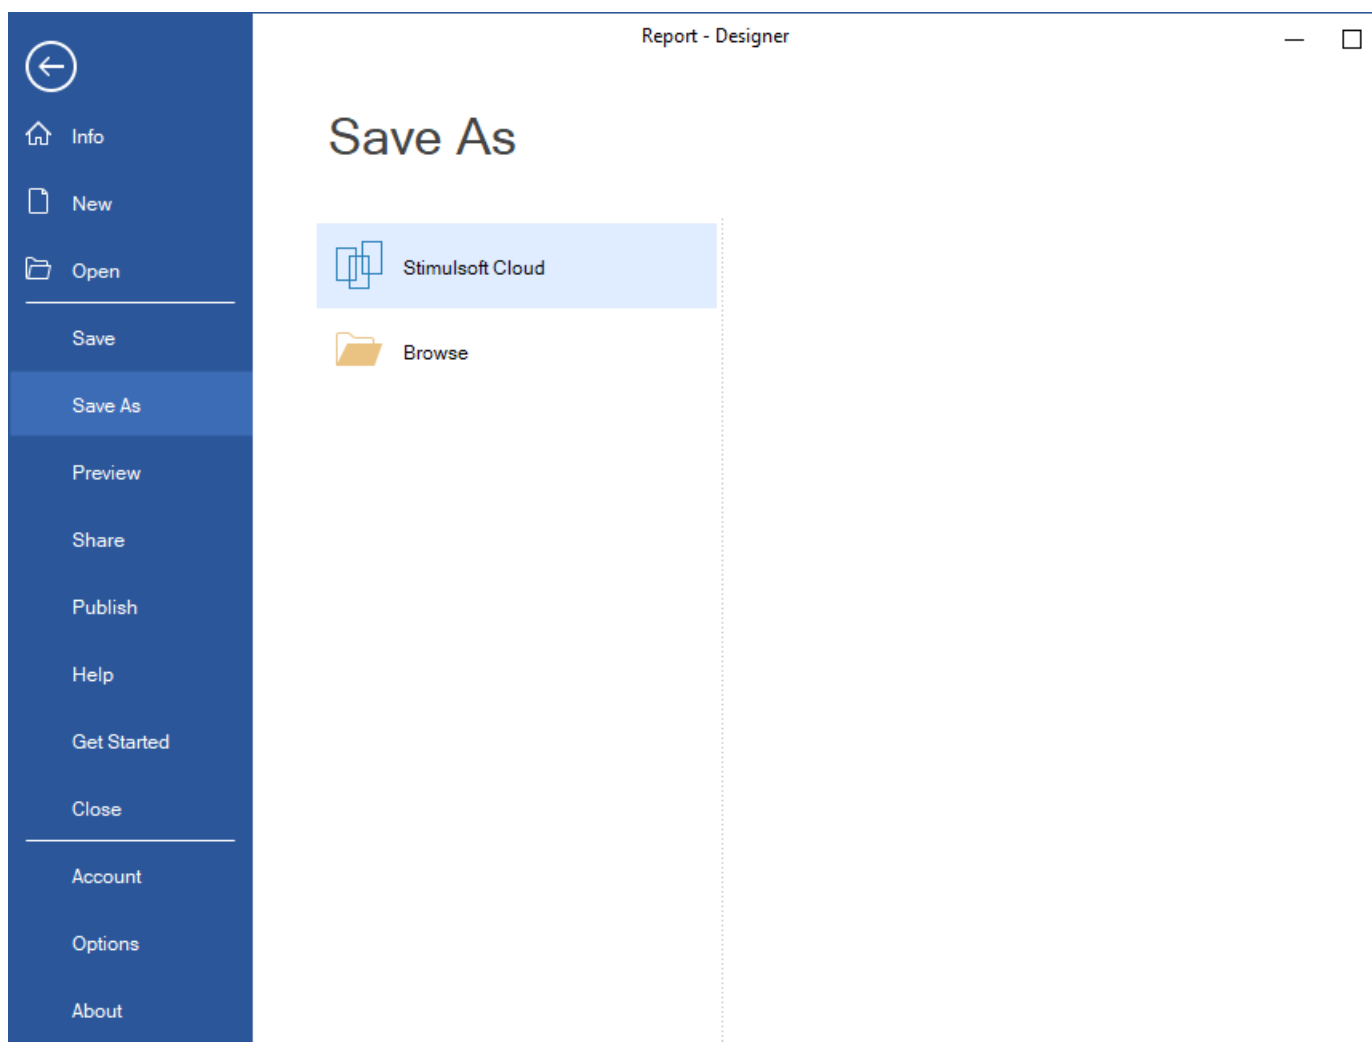 Report - Designer
Info
New
Open
Save
Save As
Preview
Share
Publish
Help
Get Started
Close
Account
Options
About
Save As
Stimulsoft Cloud
Browse